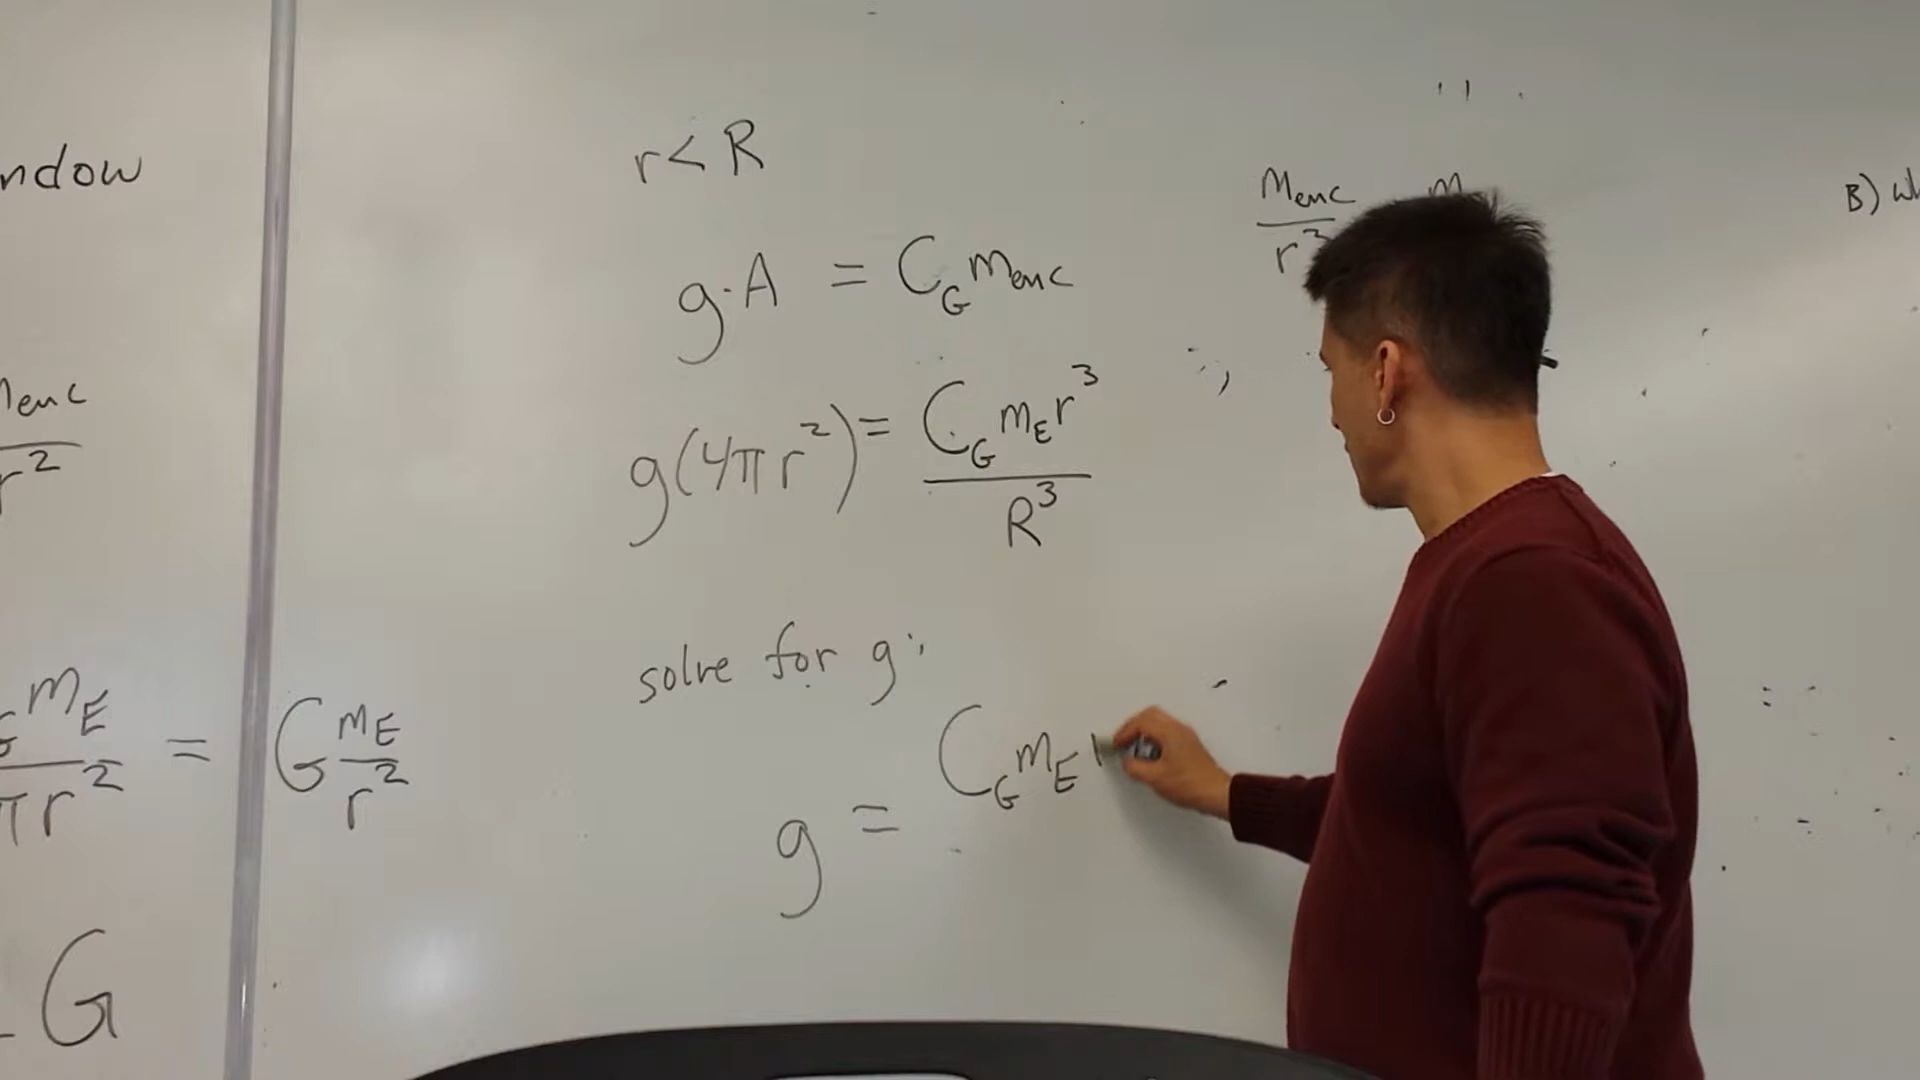 ndow
enc
r²
m_E
πr² = G m_E / r²
G
r < R
g·A = C_G m_enc
g(4πr²) = C_G m_E r³ / R³
solve for g:
g = C_G m_E
M_enc / r³
B) wh